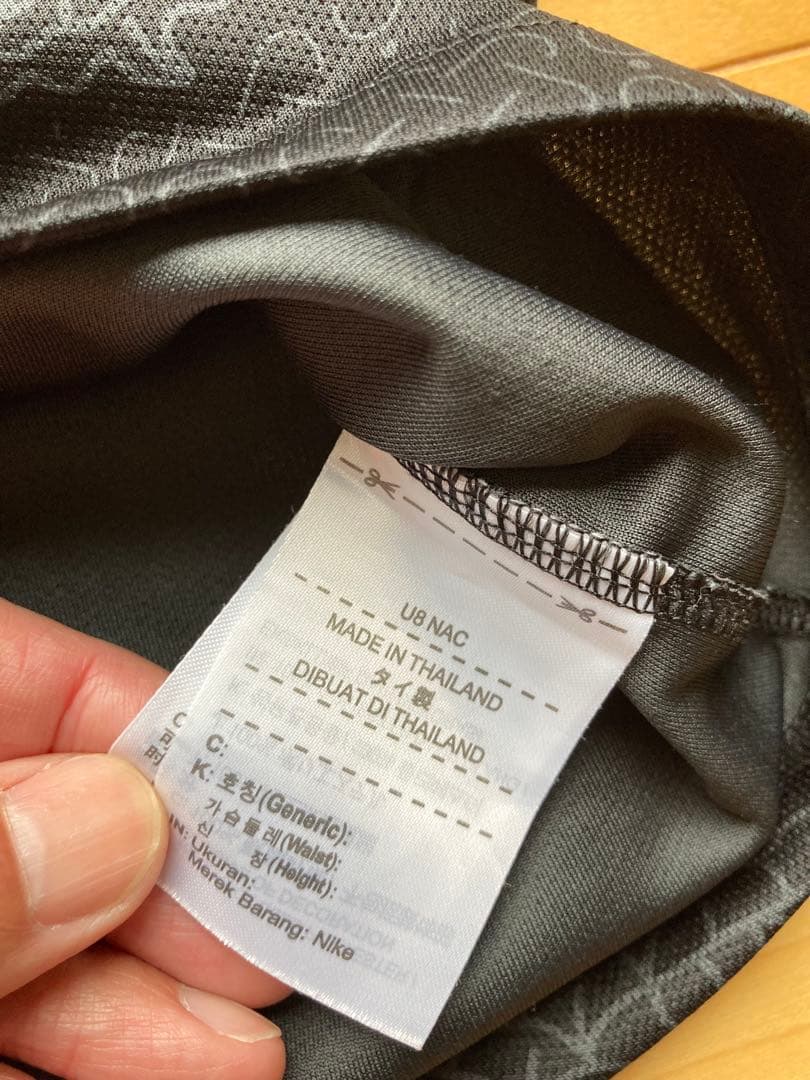 U8 NAC
MADE IN THAILAND
タイ製
DIBUAT DI THAILAND
C:
K: 호칭(Generic):
가슴둘레(Waist):
신 장(Height):
IN: Ukuran:
Merek Barang: Nike